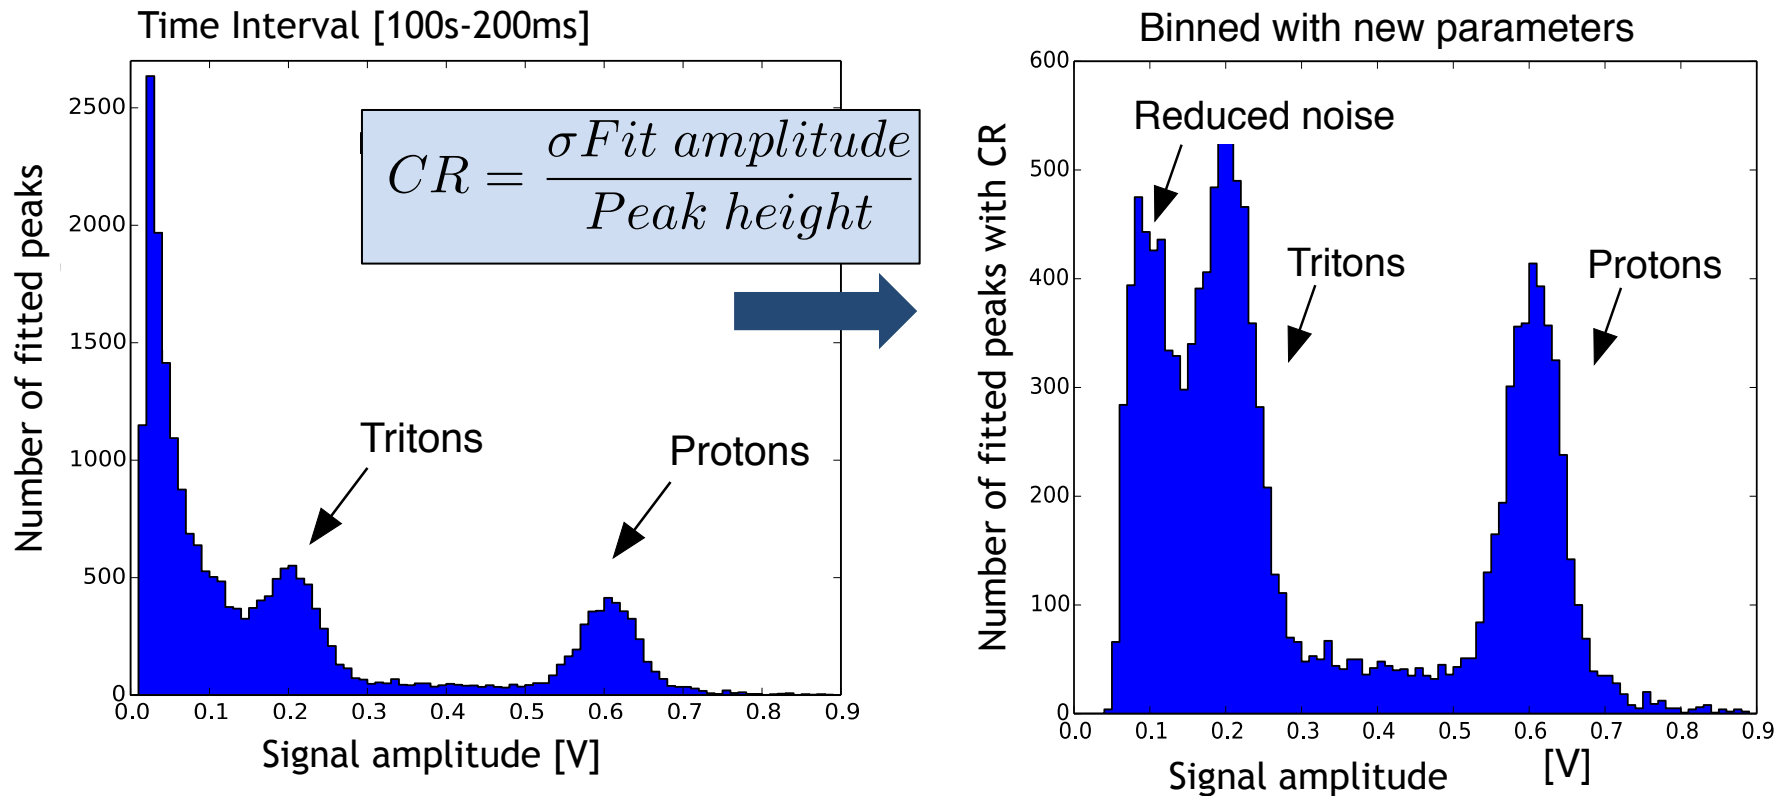 Time Interval [100s-200ms]
Number of fitted peaks
2500
2000
1500
1000
500
0
0.0 0.1 0.2 0.3 0.4 0.5 0.6 0.7 0.8 0.9
Signal amplitude [V]
Tritons
Protons
CR = σFit amplitude / Peak height
Binned with new parameters
Number of fitted peaks with CR
600
500
400
300
200
100
0
0.0 0.1 0.2 0.3 0.4 0.5 0.6 0.7 0.8 0.9
Signal amplitude [V]
Reduced noise
Tritons
Protons